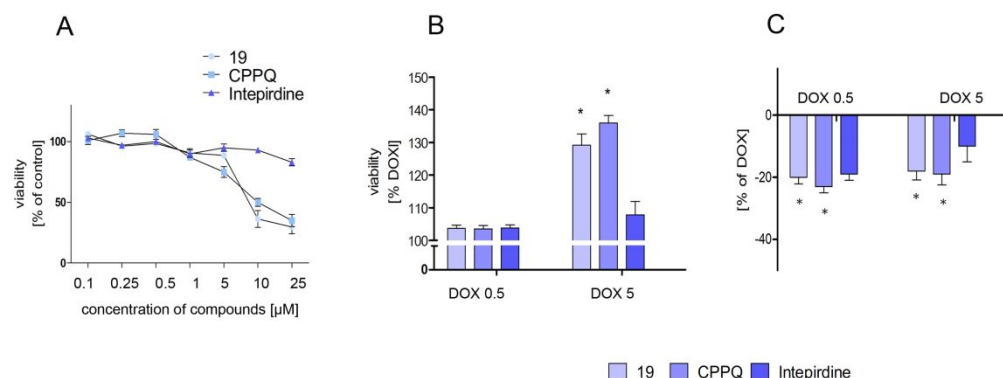 A
19
CPPQ
Intepirdine
viability
[% of control]
100
50
0
0.1 0.25 0.5 1 5 10 25
concentration of compounds [µM]
B
viability
[% DOXI]
150
140
130
120
110
100
0
* *
DOX 0.5 DOX 5
C
[% of DOX]
DOX 0.5 DOX 5
0
-20
-40
* * * *
19 CPPQ Intepirdine